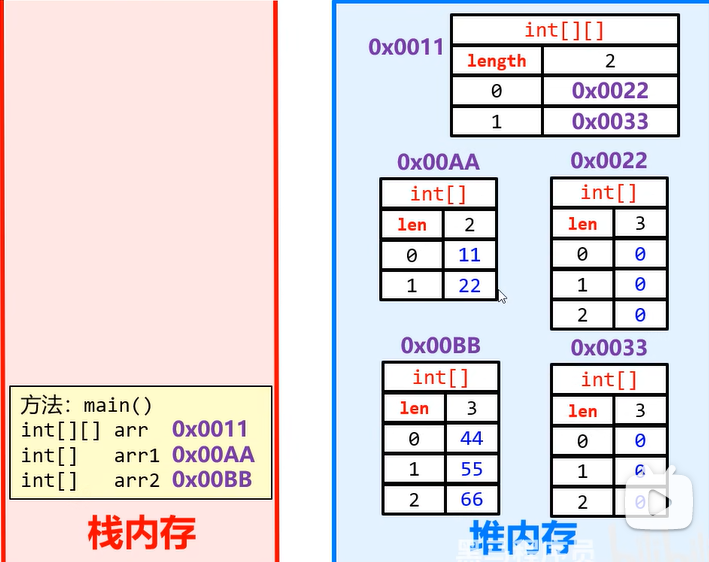 0x0011
int[][]
length 2
0 0x0022
1 0x0033
0x00AA
int[]
len 2
0 11
1 22
0x0022
int[]
len 3
0 0
1 0
2 0
0x00BB
int[]
len 3
0 44
1 55
2 66
0x0033
int[]
len 3
0 0
1 0
2 0
方法: main()
int[][] arr 0x0011
int[] arr1 0x00AA
int[] arr2 0x00BB
栈内存
堆内存